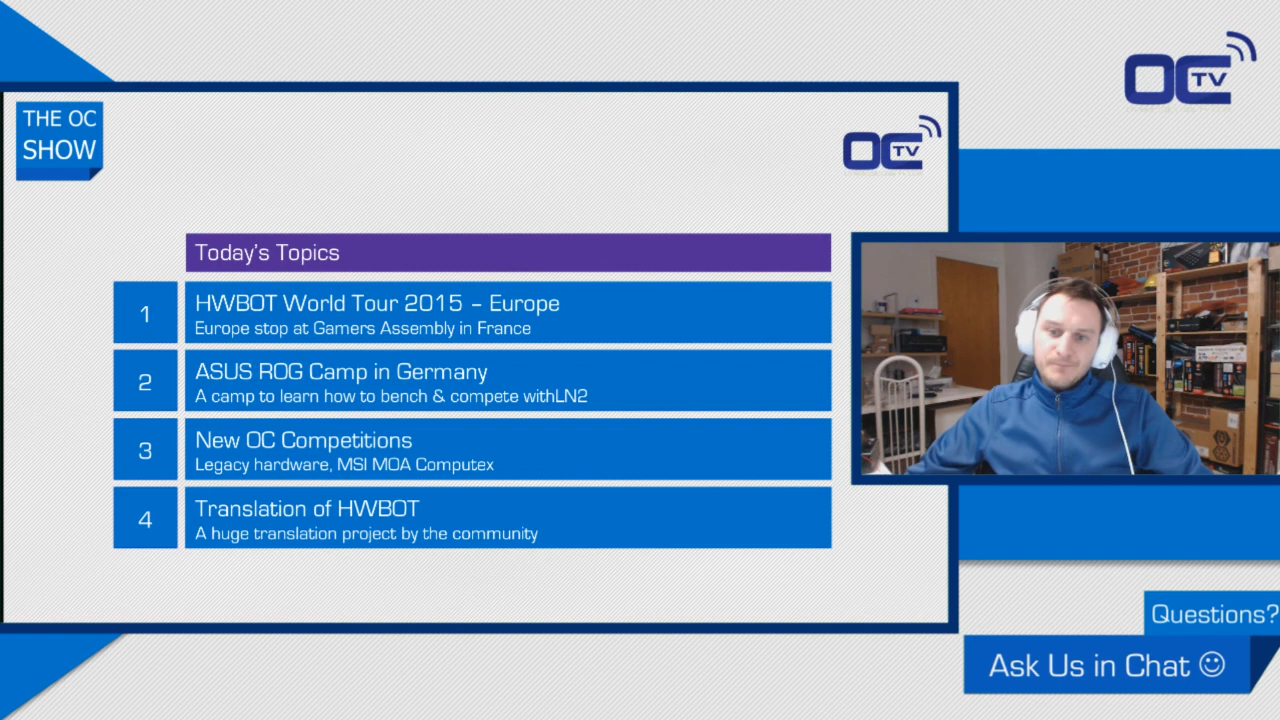 THE OC
SHOW
OC TV
OC TV
Today's Topics
1
HWBOT World Tour 2015 – Europe
Europe stop at Gamers Assembly in France
2
ASUS ROG Camp in Germany
A camp to learn how to bench & compete withLN2
3
New OC Competitions
Legacy hardware, MSI MOA Computex
4
Translation of HWBOT
A huge translation project by the community
Questions?
Ask Us in Chat ☺